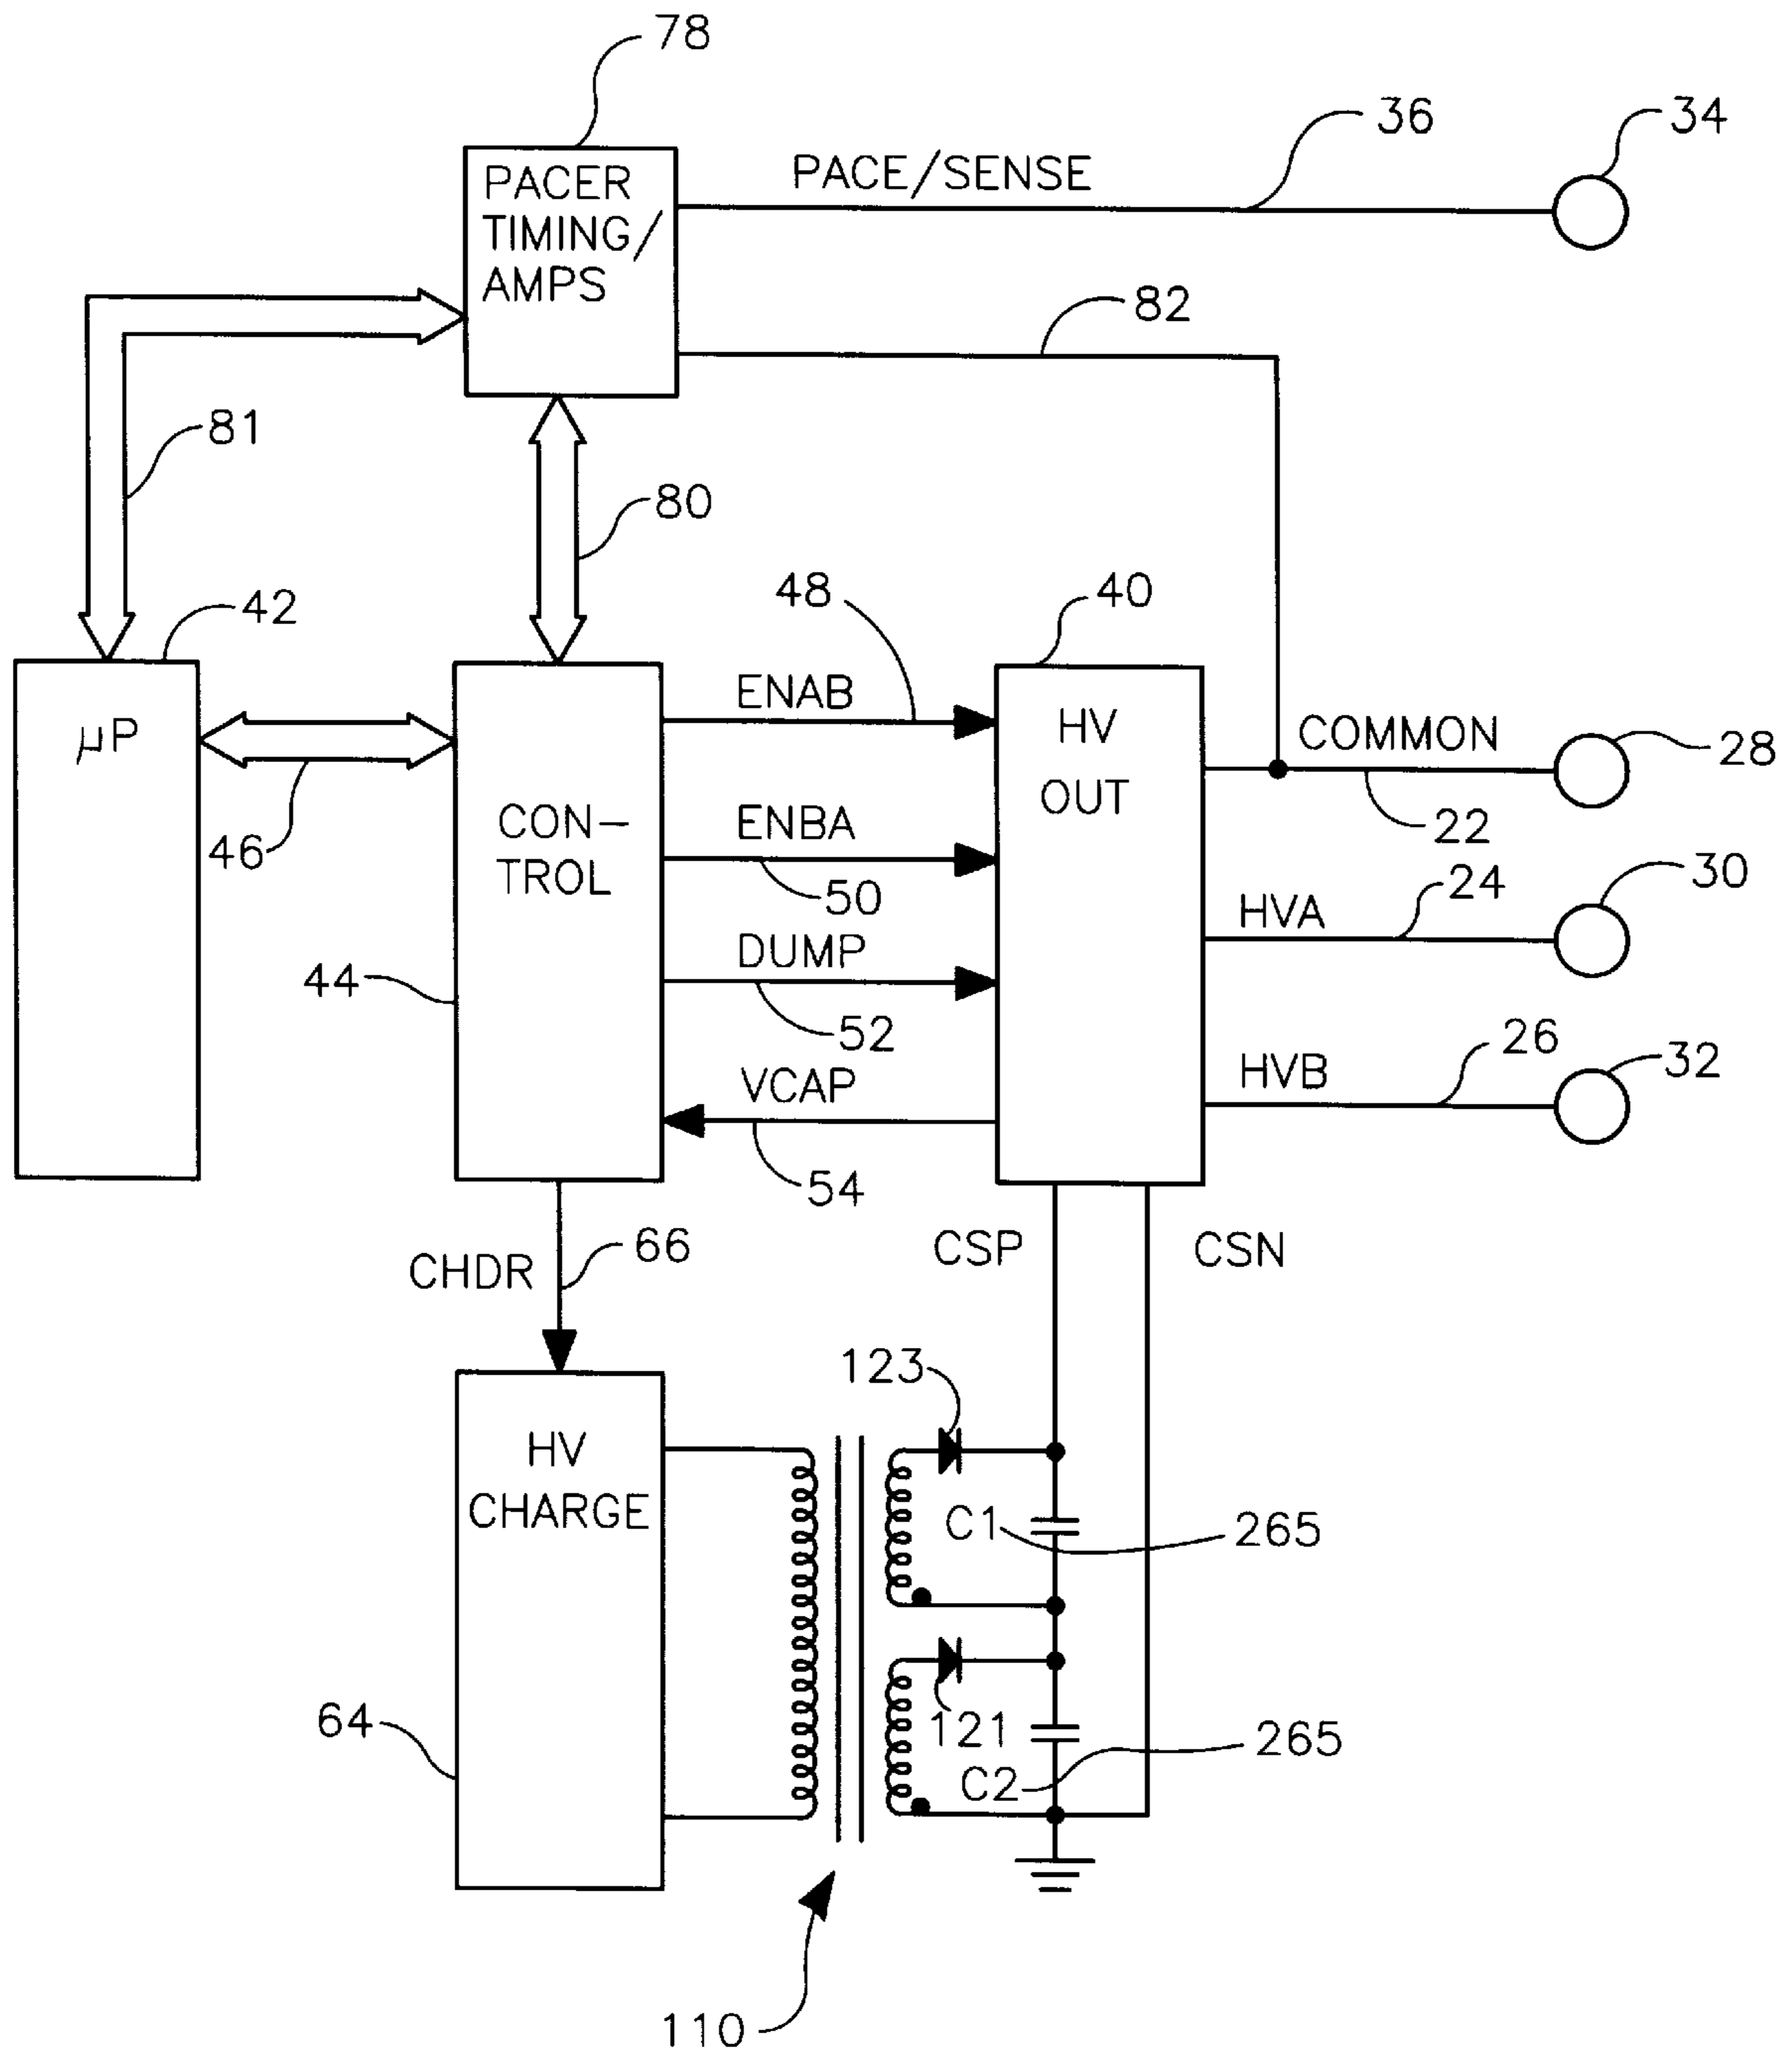 78
36
34
PACE/SENSE
PACER
TIMING/
AMPS
82
81
80
42
48
40
ENAB
μP
HV
OUT
COMMON
28
22
46
CON-
TROL
ENBA
50
24
30
HVA
DUMP
44
52
26
32
HVB
VCAP
54
CSP
CSN
66
CHDR
123
HV
CHARGE
C1
265
64
121
265
C2
110